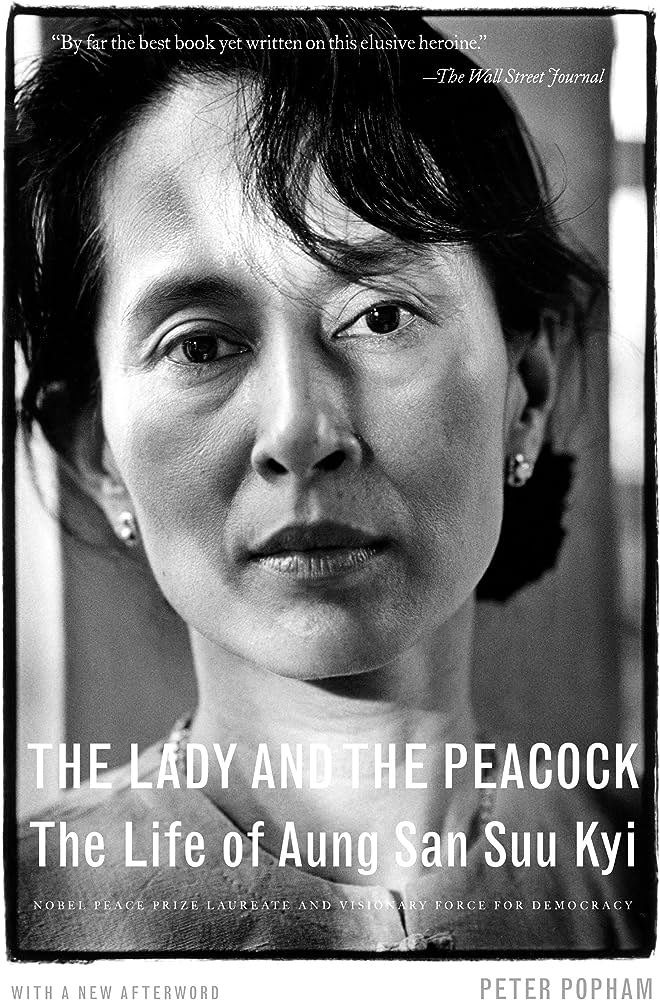 “By far the best book yet written on this elusive heroine.”
—The Wall Street Journal
THE LADY AND THE PEACOCK
The Life of Aung San Suu Kyi
NOBEL PEACE PRIZE LAUREATE AND VISIONARY FORCE FOR DEMOCRACY
WITH A NEW AFTERWORD
PETER POPHAM